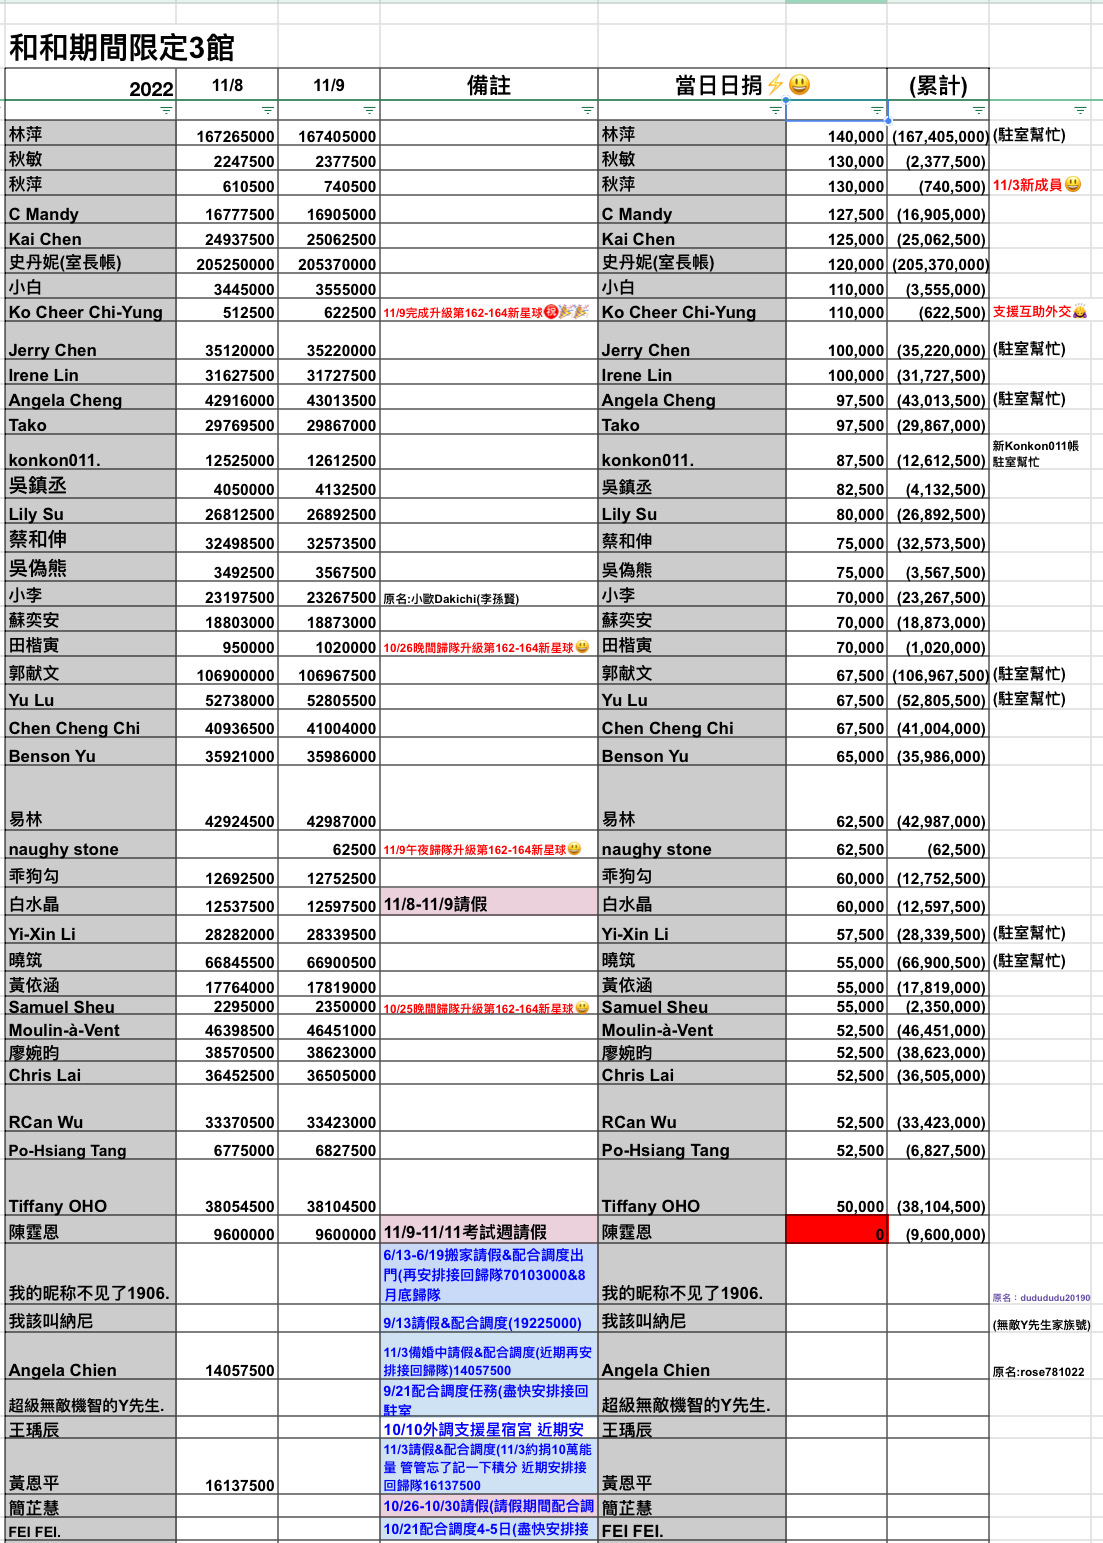 和和期間限定3館
2022 11/8 11/9 備註 當日日捐⚡😃 (累計)
林萍 167265000 167405000 林萍 140,000 (167,405,000) (駐室幫忙)
秋敏 2247500 2377500 秋敏 130,000 (2,377,500)
秋萍 610500 740500 秋萍 130,000 (740,500) 11/3新成員😃
C Mandy 16777500 16905000 C Mandy 127,500 (16,905,000)
Kai Chen 24937500 25062500 Kai Chen 125,000 (25,062,500)
史丹妮(室長帳) 205250000 205370000 史丹妮(室長帳) 120,000 (205,370,000)
小白 3445000 3555000 小白 110,000 (3,555,000)
Ko Cheer Chi-Yung 512500 622500 11/9完成升級第162-164新星球㊗🎉🎉 Ko Cheer Chi-Yung 110,000 (622,500) 支援互助外交🙇
Jerry Chen 35120000 35220000 Jerry Chen 100,000 (35,220,000) (駐室幫忙)
Irene Lin 31627500 31727500 Irene Lin 100,000 (31,727,500)
Angela Cheng 42916000 43013500 Angela Cheng 97,500 (43,013,500) (駐室幫忙)
Tako 29769500 29867000 Tako 97,500 (29,867,000)
新Konkon011帳
konkon011. 12525000 12612500 konkon011. 87,500 (12,612,500) 駐室幫忙
吳鎮丞 4050000 4132500 吳鎮丞 82,500 (4,132,500)
Lily Su 26812500 26892500 Lily Su 80,000 (26,892,500)
蔡和伸 32498500 32573500 蔡和伸 75,000 (32,573,500)
吳偽熊 3492500 3567500 吳偽熊 75,000 (3,567,500)
小李 23197500 23267500 原名:小歐Dakichi(李孫賢) 小李 70,000 (23,267,500)
蘇奕安 18803000 18873000 蘇奕安 70,000 (18,873,000)
田楷寅 950000 1020000 10/26晚間歸隊升級第162-164新星球😃 田楷寅 70,000 (1,020,000)
郭献文 106900000 106967500 郭献文 67,500 (106,967,500) (駐室幫忙)
Yu Lu 52738000 52805500 Yu Lu 67,500 (52,805,500) (駐室幫忙)
Chen Cheng Chi 40936500 41004000 Chen Cheng Chi 67,500 (41,004,000)
Benson Yu 35921000 35986000 Benson Yu 65,000 (35,986,000)
易林 42924500 42987000 易林 62,500 (42,987,000)
naughy stone 62500 11/9午夜歸隊升級第162-164新星球😃 naughy stone 62,500 (62,500)
乖狗勾 12692500 12752500 乖狗勾 60,000 (12,752,500)
白水晶 12537500 12597500 11/8-11/9請假 白水晶 60,000 (12,597,500)
Yi-Xin Li 28282000 28339500 Yi-Xin Li 57,500 (28,339,500) (駐室幫忙)
曉筑 66845500 66900500 曉筑 55,000 (66,900,500) (駐室幫忙)
黃依涵 17764000 17819000 黃依涵 55,000 (17,819,000)
Samuel Sheu 2295000 2350000 10/25晚間歸隊升級第162-164新星球😃 Samuel Sheu 55,000 (2,350,000)
Moulin-à-Vent 46398500 46451000 Moulin-à-Vent 52,500 (46,451,000)
廖婉昀 38570500 38623000 廖婉昀 52,500 (38,623,000)
Chris Lai 36452500 36505000 Chris Lai 52,500 (36,505,000)
RCan Wu 33370500 33423000 RCan Wu 52,500 (33,423,000)
Po-Hsiang Tang 6775000 6827500 Po-Hsiang Tang 52,500 (6,827,500)
Tiffany OHO 38054500 38104500 Tiffany OHO 50,000 (38,104,500)
陳霆恩 9600000 9600000 11/9-11/11考試週請假 陳霆恩 0 (9,600,000)
6/13-6/19搬家請假&配合調度出
門(再安排接回歸隊70103000&8
我的昵称不见了1906. 月底歸隊 我的昵称不见了1906. 原名：dudududu20190
我該叫納尼 9/13請假&配合調度(19225000) 我該叫納尼 (無敵Y先生家族號)
11/3備婚中請假&配合調度(近期再安
Angela Chien 14057500 排接回歸隊)14057500 Angela Chien 原名:rose781022
9/21配合調度任務(盡快安排接回
超級無敵機智的Y先生. 駐室 超級無敵機智的Y先生.
王瑀辰 10/10外調支援星宿宮 近期安 王瑀辰
11/3請假&配合調度(11/3約捐10萬能
量 管管忘了記一下積分 近期安排接
黃恩平 16137500 回歸隊16137500 黃恩平
簡芷慧 10/26-10/30請假(請假期間配合調 簡芷慧
FEI FEI. 10/21配合調度4-5日(盡快安排接 FEI FEI.